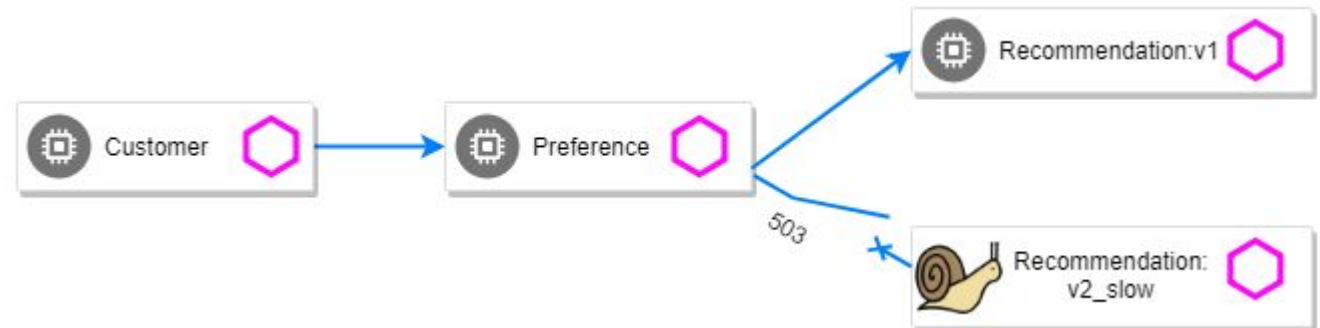 Recommendation:v1
Customer
Preference
503
Recommendation:
v2_slow